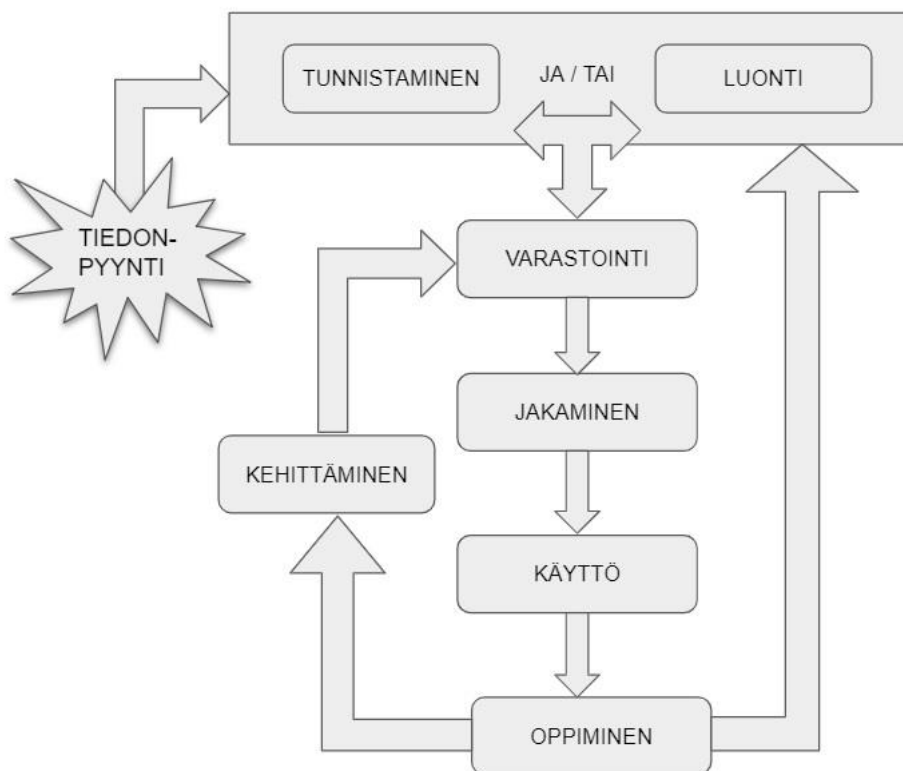 TUNNISTAMINEN
JA / TAI
LUONTI
TIEDON-
PYYNTI
VARASTOINTI
JAKAMINEN
KEHITTÄMINEN
KÄYTTÖ
OPPIMINEN